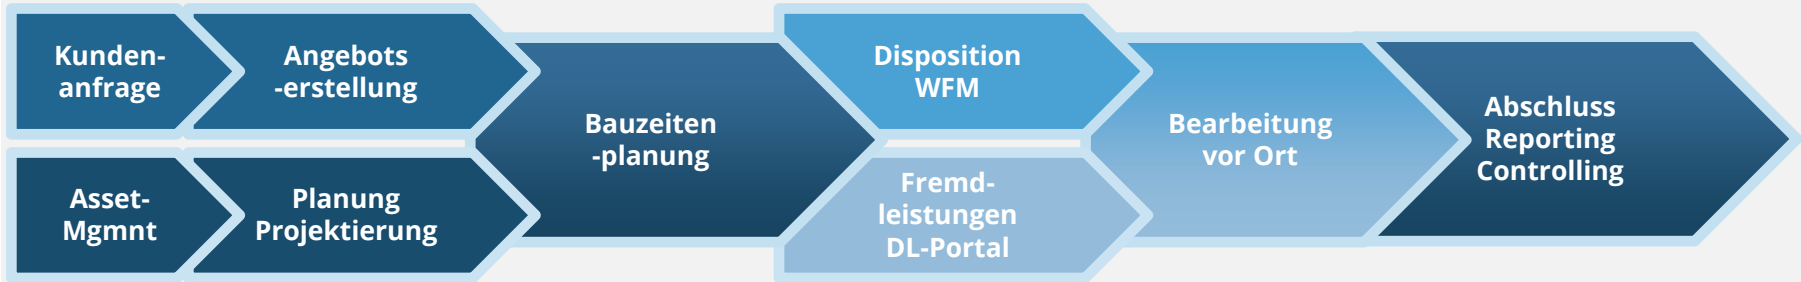 Kunden-
anfrage
Angebots
-erstellung
Asset-
Mgmnt
Planung
Projektierung
Bauzeiten
-planung
Disposition
WFM
Fremd-
leistungen
DL-Portal
Bearbeitung
vor Ort
Abschluss
Reporting
Controlling